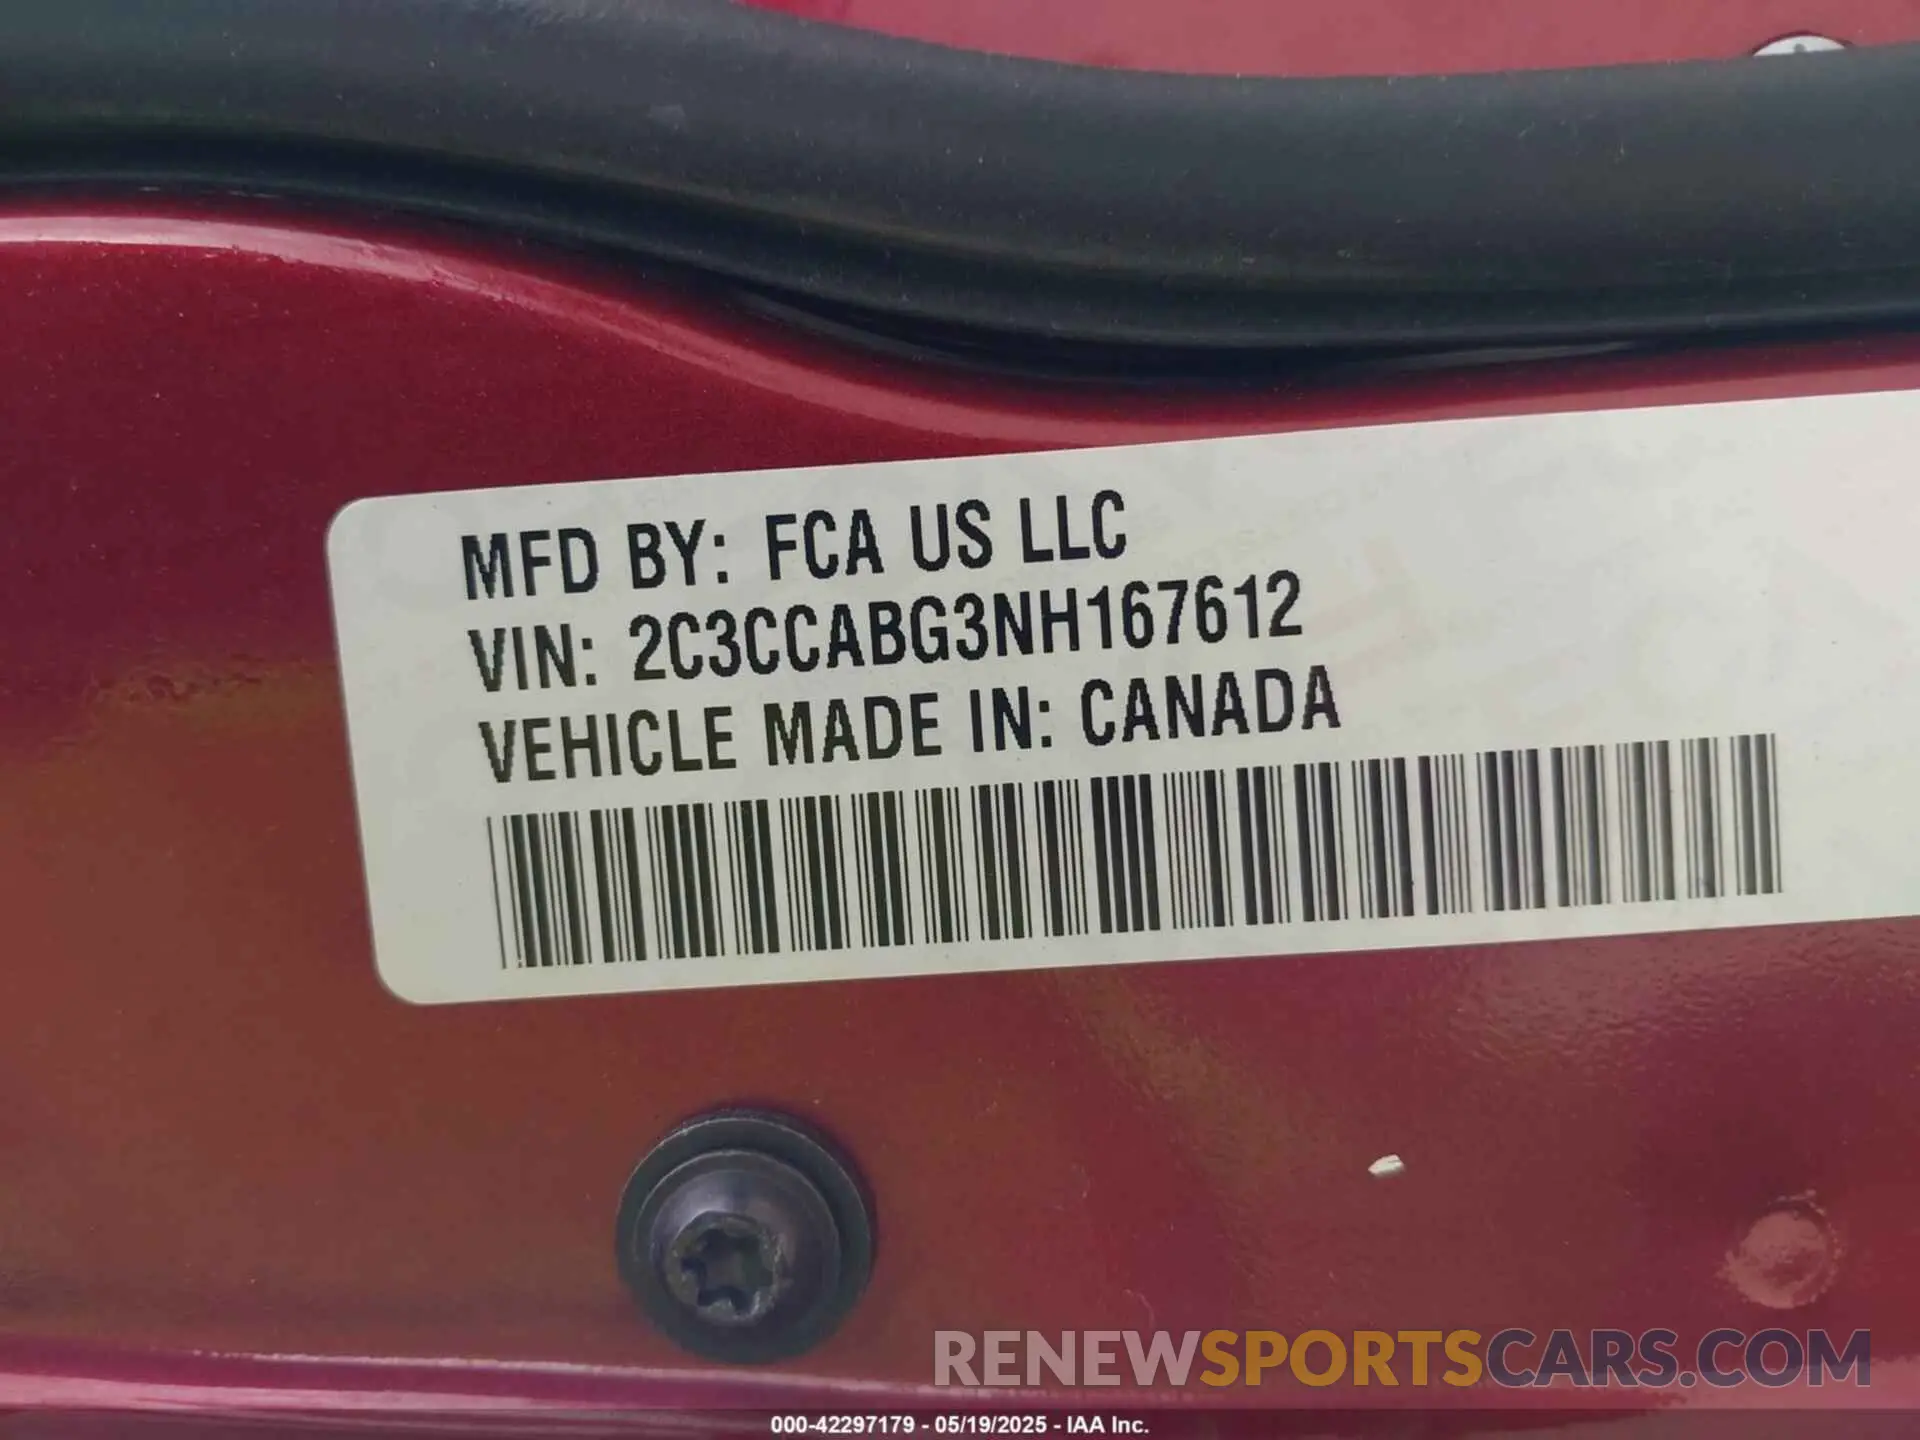 MFD BY: FCA US LLC
VIN: 2C3CCABG3NH167612
VEHICLE MADE IN: CANADA
RENEWSPORTSCARS.COM
000-42297179 - 05/19/2025 - IAA Inc.